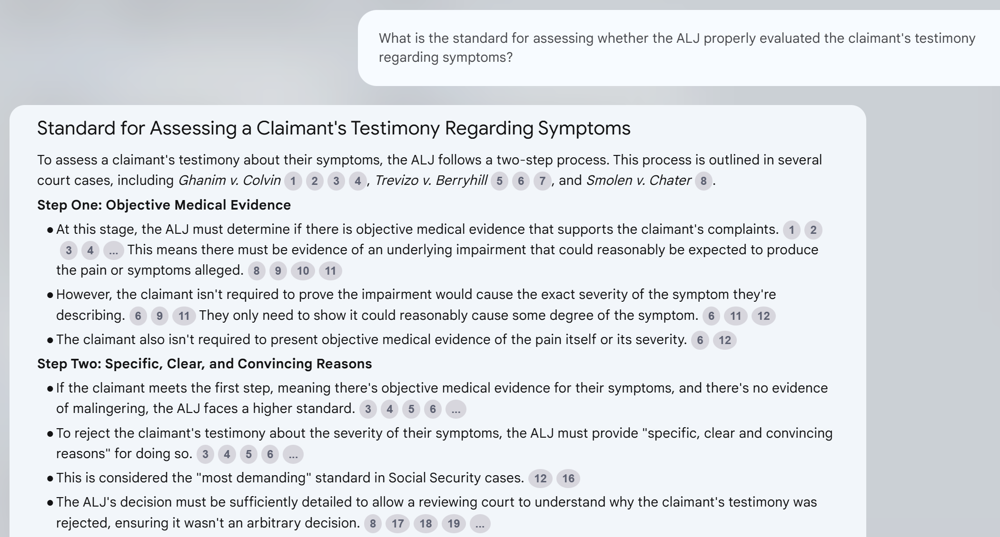 What is the standard for assessing whether the ALJ properly evaluated the claimant's testimony
regarding symptoms?
Standard for Assessing a Claimant's Testimony Regarding Symptoms
To assess a claimant's testimony about their symptoms, the ALJ follows a two-step process. This process is outlined in several
court cases, including Ghanim v. Colvin 1 2 3 4, Trevizo v. Berryhill 5 6 7, and Smolen v. Chater 8.
Step One: Objective Medical Evidence
● At this stage, the ALJ must determine if there is objective medical evidence that supports the claimant's complaints. 1 2
3 4 ... This means there must be evidence of an underlying impairment that could reasonably be expected to produce
the pain or symptoms alleged. 8 9 10 11
● However, the claimant isn't required to prove the impairment would cause the exact severity of the symptom they're
describing. 6 9 11 They only need to show it could reasonably cause some degree of the symptom. 6 11 12
● The claimant also isn't required to present objective medical evidence of the pain itself or its severity. 6 12
Step Two: Specific, Clear, and Convincing Reasons
● If the claimant meets the first step, meaning there's objective medical evidence for their symptoms, and there's no evidence
of malingering, the ALJ faces a higher standard. 3 4 5 6 ...
● To reject the claimant's testimony about the severity of their symptoms, the ALJ must provide "specific, clear and convincing
reasons" for doing so. 3 4 5 6 ...
● This is considered the "most demanding" standard in Social Security cases. 12 16
● The ALJ's decision must be sufficiently detailed to allow a reviewing court to understand why the claimant's testimony was
rejected, ensuring it wasn't an arbitrary decision. 8 17 18 19 ...